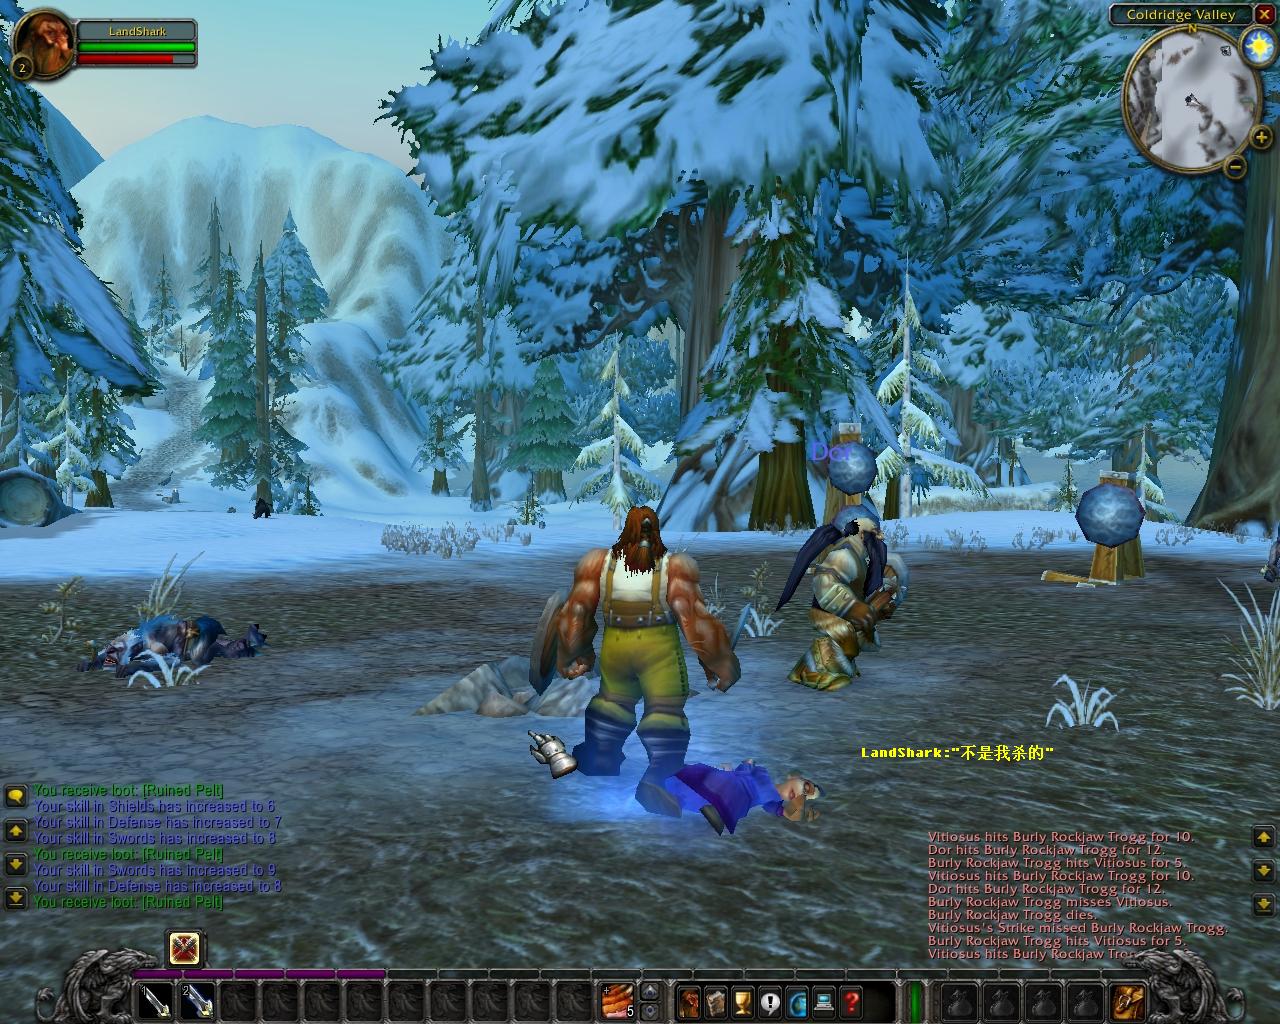 LandShark
2
Coldridge Valley
N
Dor
LandShark:"不是我杀的"
You receive loot: [Ruined Pelt]
Your skill in Shields has increased to 6
Your skill in Defense has increased to 7
Your skill in Swords has increased to 8
You receive loot: [Ruined Pelt]
Your skill in Swords has increased to 9
Your skill in Defense has increased to 8
You receive loot: [Ruined Pelt]
Vitiosus hits Burly Rockjaw Trogg for 10.
Dor hits Burly Rockjaw Trogg for 12.
Burly Rockjaw Trogg hits Vitiosus for 5.
Vitiosus hits Burly Rockjaw Trogg for 10.
Dor hits Burly Rockjaw Trogg for 12.
Burly Rockjaw Trogg misses Vitiosus.
Burly Rockjaw Trogg dies.
Vitiosus's Strike missed Burly Rockjaw Trogg.
Burly Rockjaw Trogg hits Vitiosus for 5.
Vitiosus hits Burly Rockjaw
1
2
5